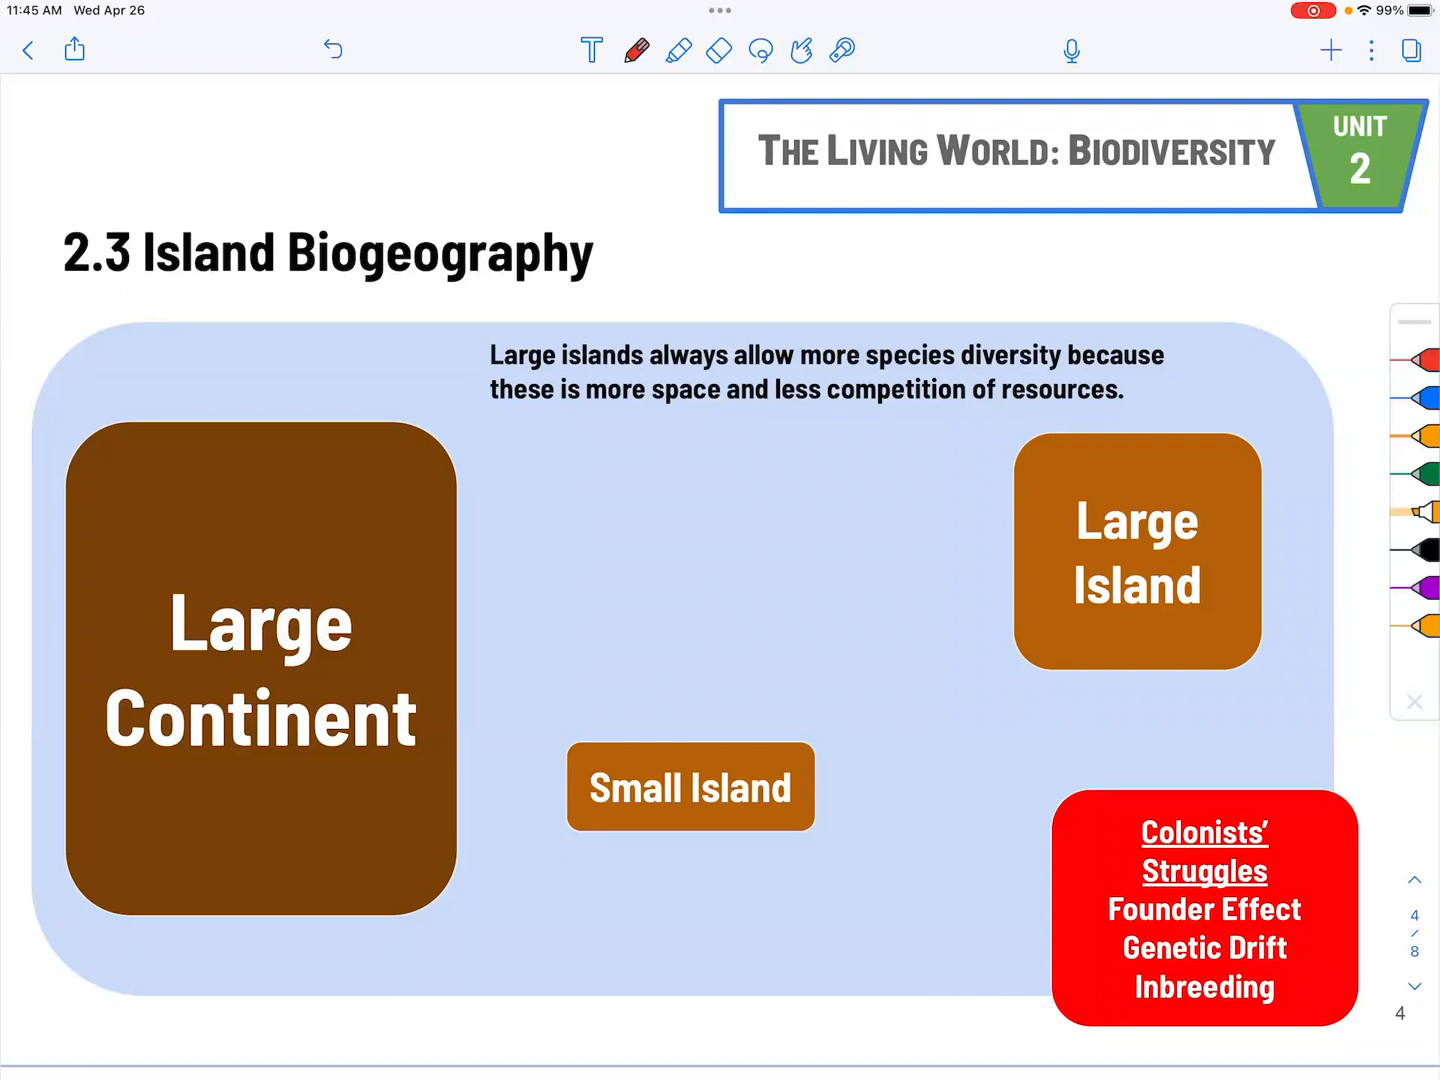 11:45 AM Wed Apr 26
99%
THE LIVING WORLD: BIODIVERSITY
UNIT
2
2.3 Island Biogeography
Large islands always allow more species diversity because
these is more space and less competition of resources.
Large
Continent
Large
Island
Small Island
Colonists’
Struggles
Founder Effect
Genetic Drift
Inbreeding
4
/
8
4